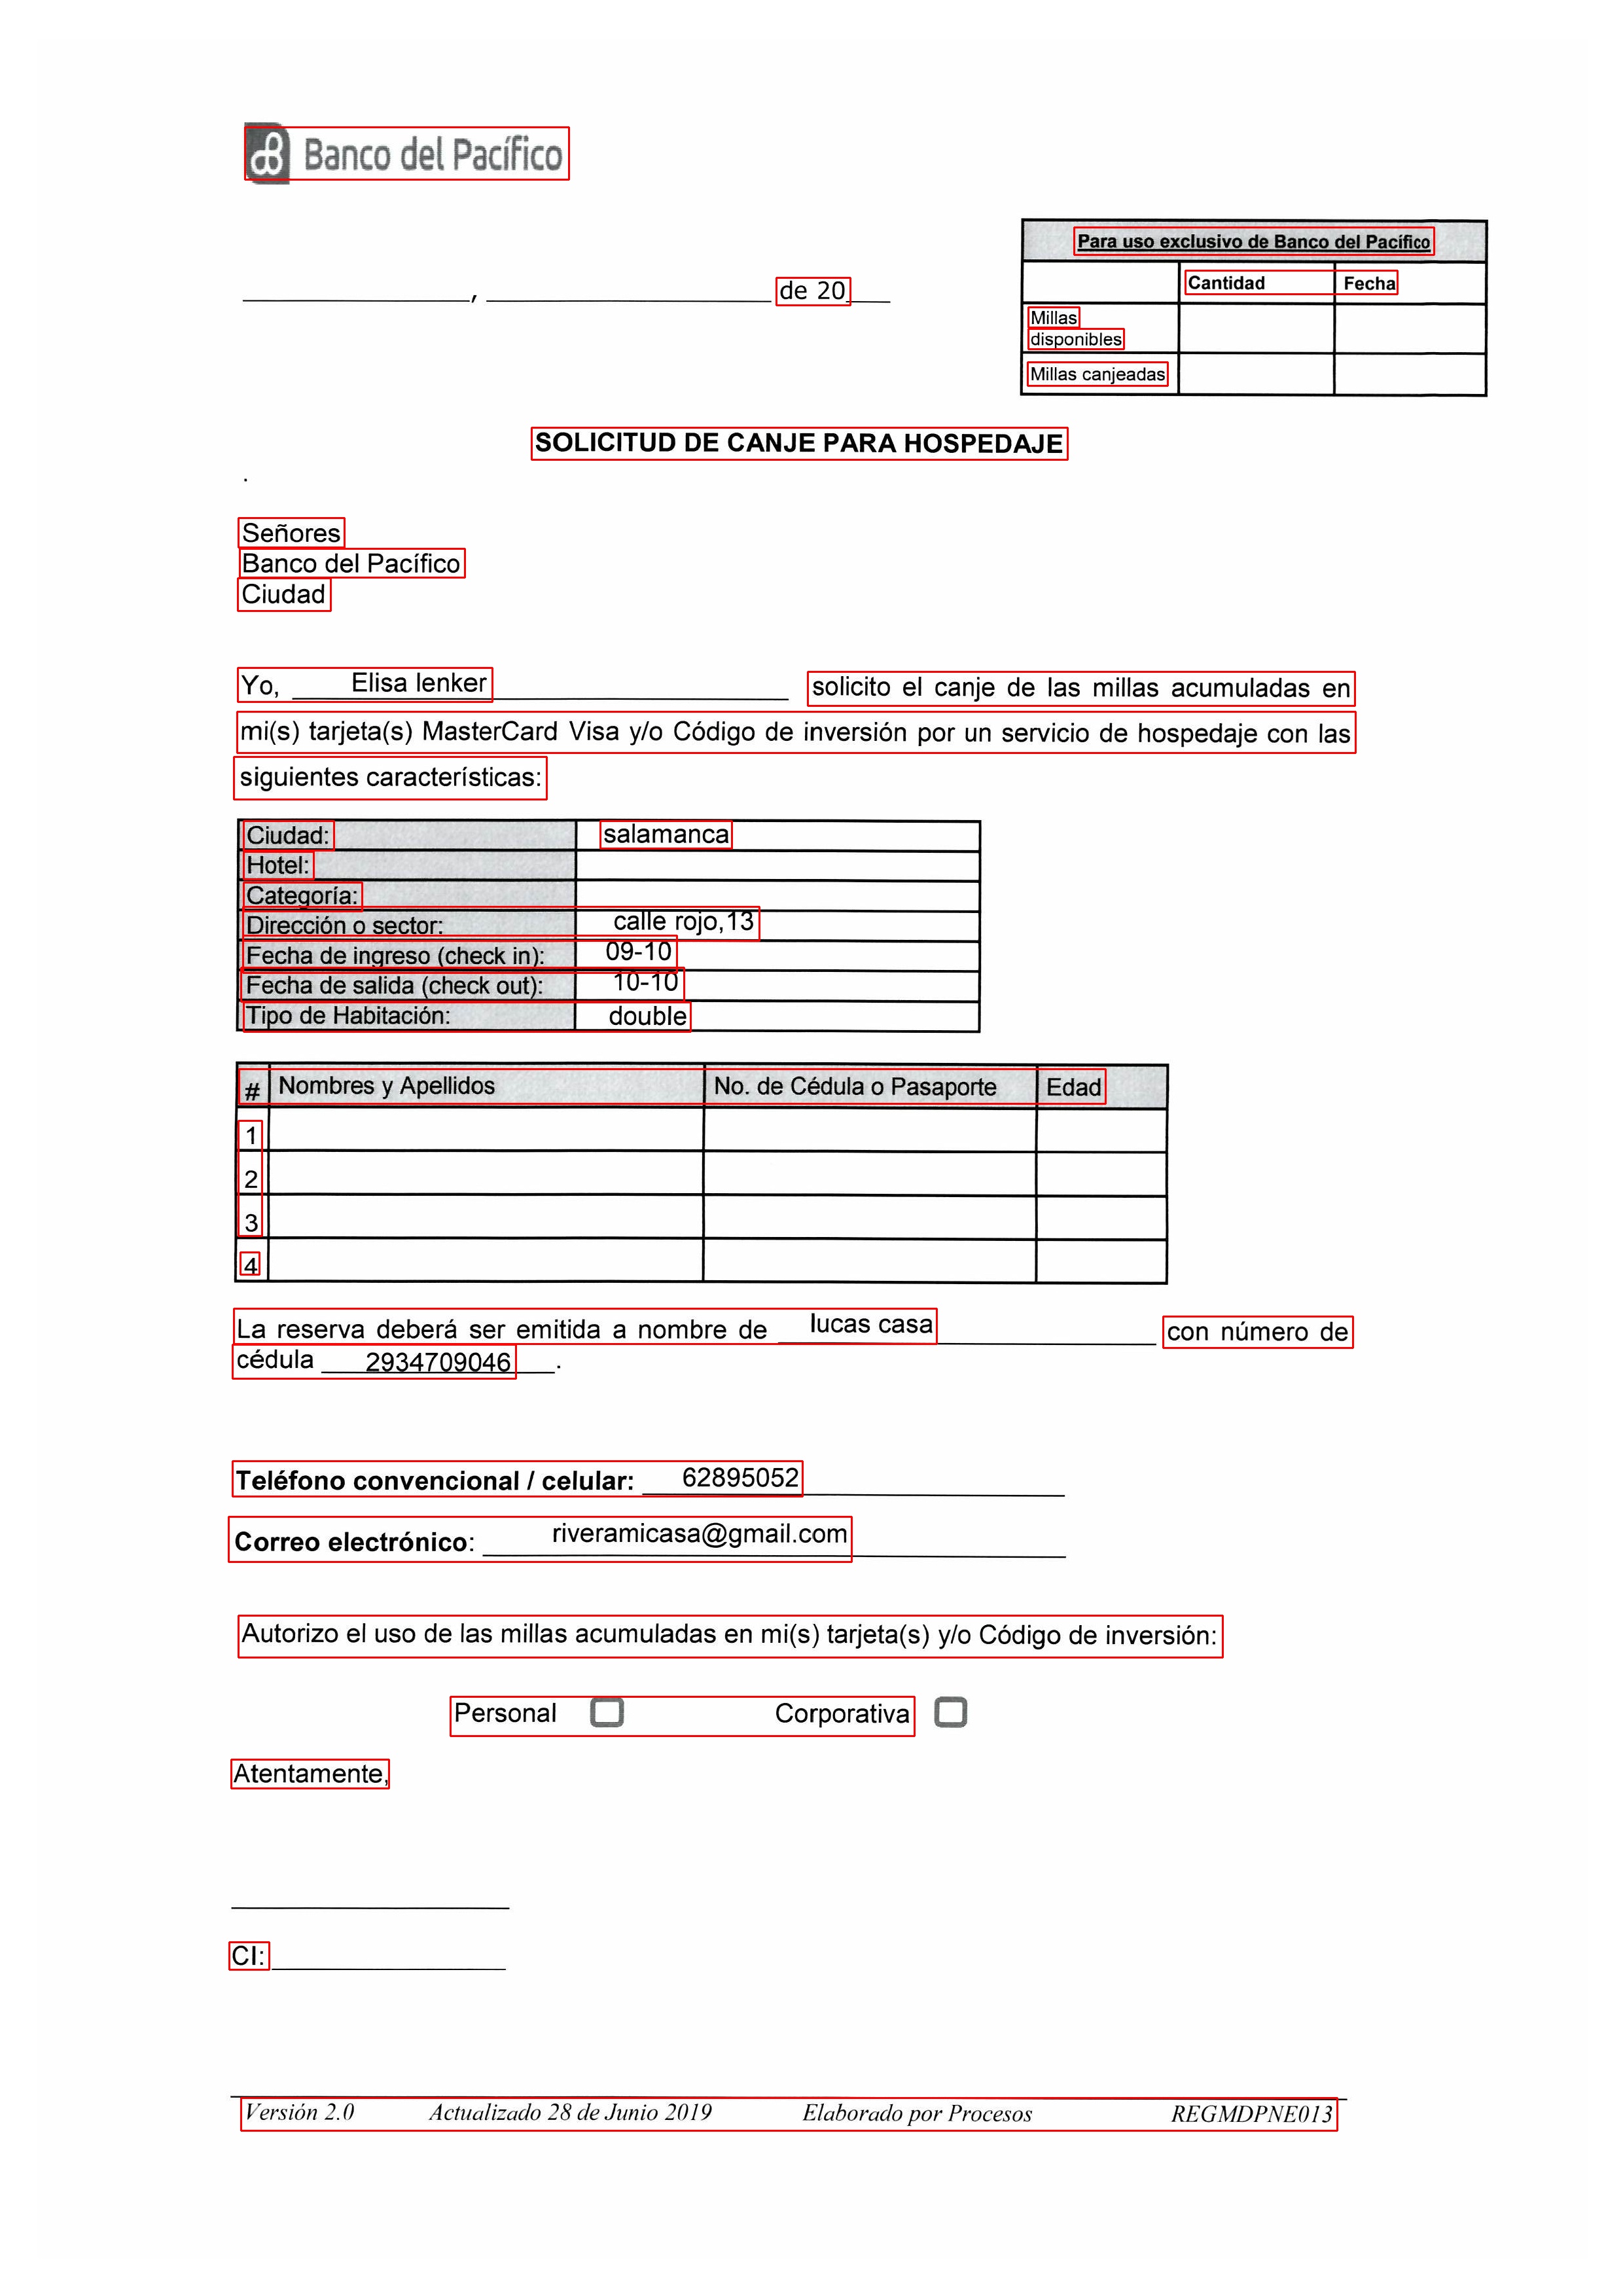 Banco del Pacífico
Para uso exclusivo de Banco del Pacífico
Cantidad Fecha
, de 20
Millas
disponibles
Millas canjeadas
SOLICITUD DE CANJE PARA HOSPEDAJE
.
Señores
Banco del Pacífico
Ciudad
Yo, Elisa lenker solicito el canje de las millas acumuladas en
mi(s) tarjeta(s) MasterCard Visa y/o Código de inversión por un servicio de hospedaje con las
siguientes características:
Ciudad: salamanca
Hotel:
Categoría:
Dirección o sector: calle rojo,13
Fecha de ingreso (check in): 09-10
Fecha de salida (check out): 10-10
Tipo de Habitación: double
# Nombres y Apellidos No. de Cédula o Pasaporte Edad
1
2
3
4
La reserva deberá ser emitida a nombre de lucas casa con número de
cédula 2934709046 .
Teléfono convencional / celular: 62895052
Correo electrónico: riveramicasa@gmail.com
Autorizo el uso de las millas acumuladas en mi(s) tarjeta(s) y/o Código de inversión:
Personal Corporativa
Atentamente,
CI:
Versión 2.0 Actualizado 28 de Junio 2019 Elaborado por Procesos REGMDPNE013